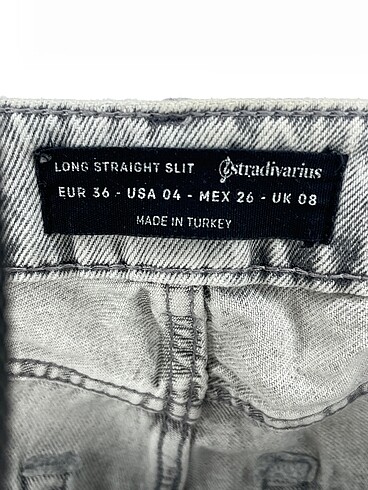 LONG STRAIGHT SLIT Stradivarius
EUR 36 - USA 04 - MEX 26 - UK 08
MADE IN TURKEY